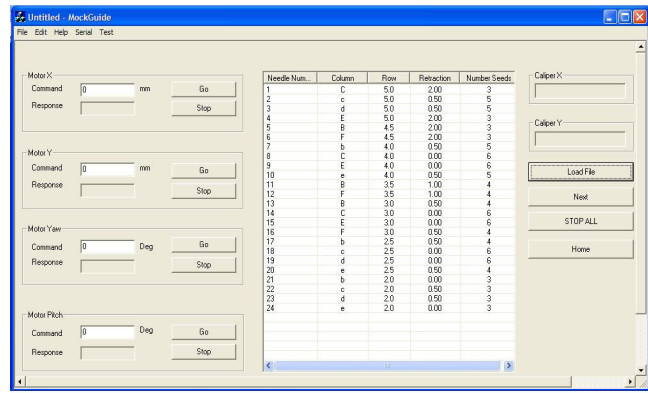 Untitled - MockGuide
File Edit Help Serial Test
Motor X
Command 0 mm Go
Response Stop
Motor Y
Command 0 mm Go
Response Stop
Motor Yaw
Command 0 Deg Go
Response Stop
Motor Pitch
Command 0 Deg Go
Response Stop
Needle Num... Column Row Retraction Number Seeds
1 C 5.0 2.00 3
2 c 5.0 0.50 5
3 d 5.0 0.50 5
4 E 5.0 2.00 3
5 B 4.5 2.00 3
6 F 4.5 2.00 3
7 b 4.0 0.50 5
8 C 4.0 0.00 6
9 E 4.0 0.00 6
10 e 4.0 0.50 5
11 B 3.5 1.00 4
12 F 3.5 1.00 4
13 B 3.0 0.50 4
14 C 3.0 0.00 6
15 E 3.0 0.00 6
16 F 3.0 0.50 4
17 b 2.5 0.50 4
18 c 2.5 0.00 6
19 d 2.5 0.00 6
20 e 2.5 0.50 4
21 b 2.0 0.00 3
22 c 2.0 0.50 3
23 d 2.0 0.50 3
24 e 2.0 0.00 3
Caliper X
Caliper Y
Load File
Next
STOP ALL
Home